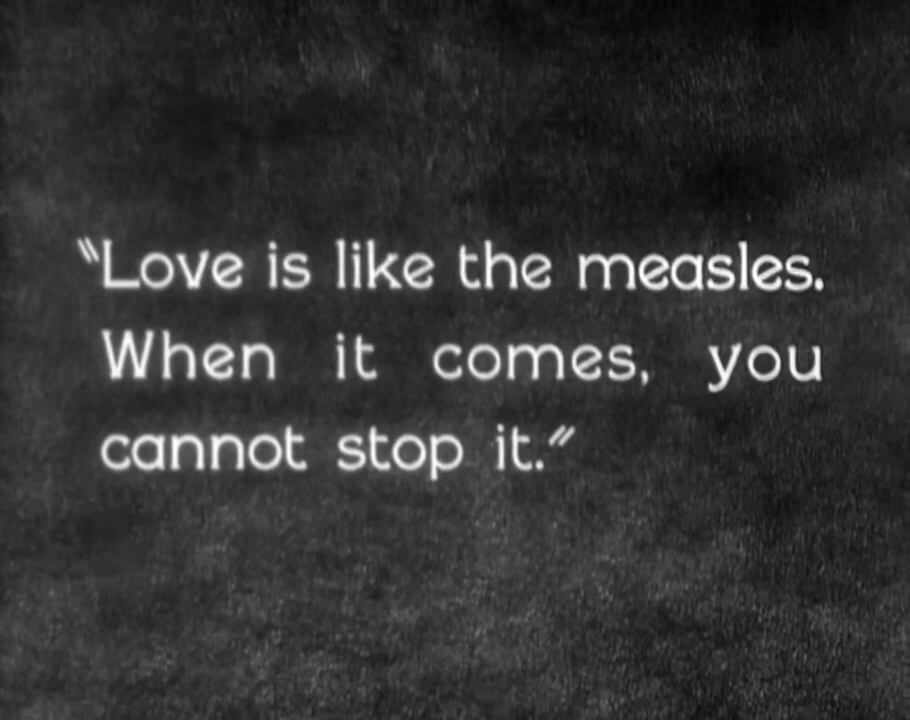 "Love is like the measles.
When it comes, you
cannot stop it."